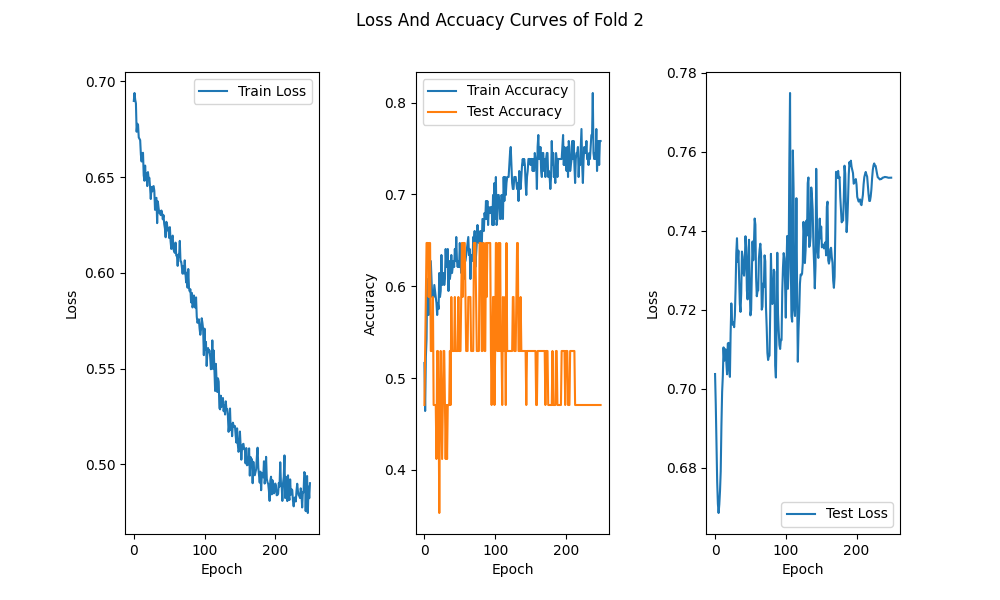 Loss And Accuacy Curves of Fold 2
Train Loss
0.70
0.65
0.60
0.55
0.50
Loss
0
100
200
Epoch
Train Accuracy
Test Accuracy
0.8
0.7
0.6
0.5
0.4
Accuracy
0
100
200
Epoch
0.78
0.76
0.74
0.72
0.70
0.68
Loss
Test Loss
0
100
200
Epoch